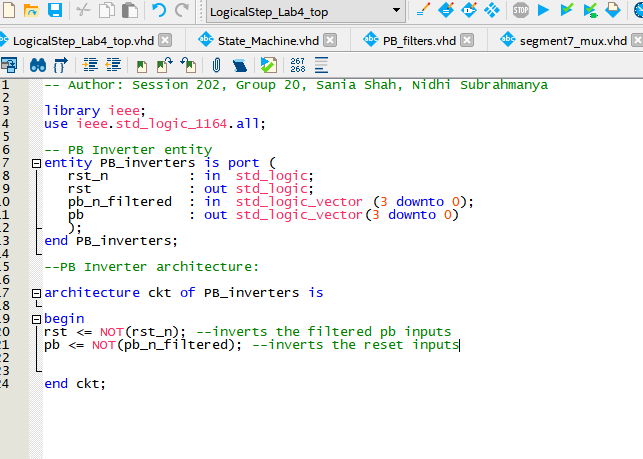 LogicalStep_Lab4_top
STOP
LogicalStep_Lab4_top.vhd State_Machine.vhd PB_filters.vhd segment7_mux.vhd
267
268
1 -- Author: Session 202, Group 20, Sania Shah, Nidhi Subrahmanya
2
3 library ieee;
4 use ieee.std_logic_1164.all;
5
6 -- PB Inverter entity
7 entity PB_inverters is port (
8 rst_n : in std_logic;
9 rst : out std_logic;
10 pb_n_filtered : in std_logic_vector (3 downto 0);
11 pb : out std_logic_vector(3 downto 0)
12 );
13 end PB_inverters;
14
15 --PB Inverter architecture:
16
17 architecture ckt of PB_inverters is
18
19 begin
20 rst <= NOT(rst_n); --inverts the filtered pb inputs
21 pb <= NOT(pb_n_filtered); --inverts the reset inputs
22
23
24 end ckt;